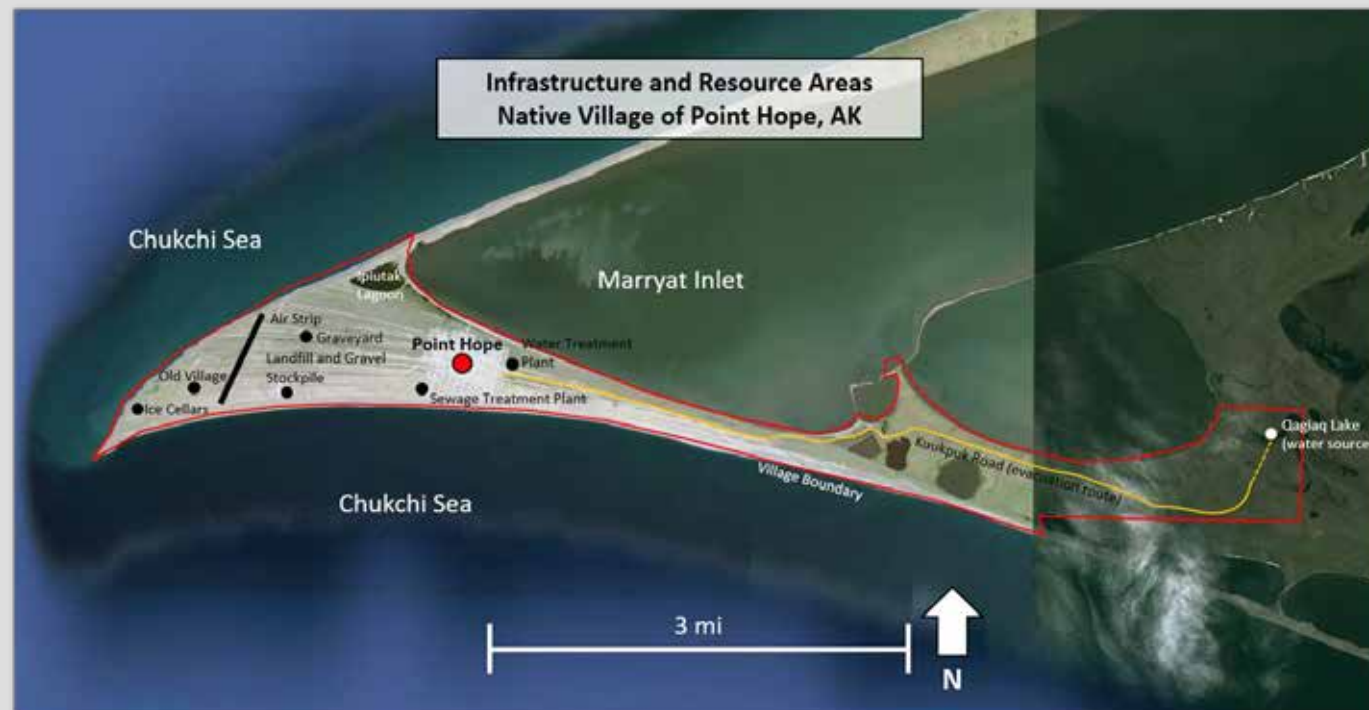 Infrastructure and Resource Areas
Native Village of Point Hope, AK
Chukchi Sea
Marryat Inlet
Ipiutak
Lagoon
Air Strip
Graveyard
Point Hope
Water Treatment
Plant
Landfill and Gravel
Stockpile
Old Village
Ice Cellars
Sewage Treatment Plant
Qagiaq Lake
(water source
Kuukpuk Road (evacuation route)
Village Boundary
Chukchi Sea
3 mi
N